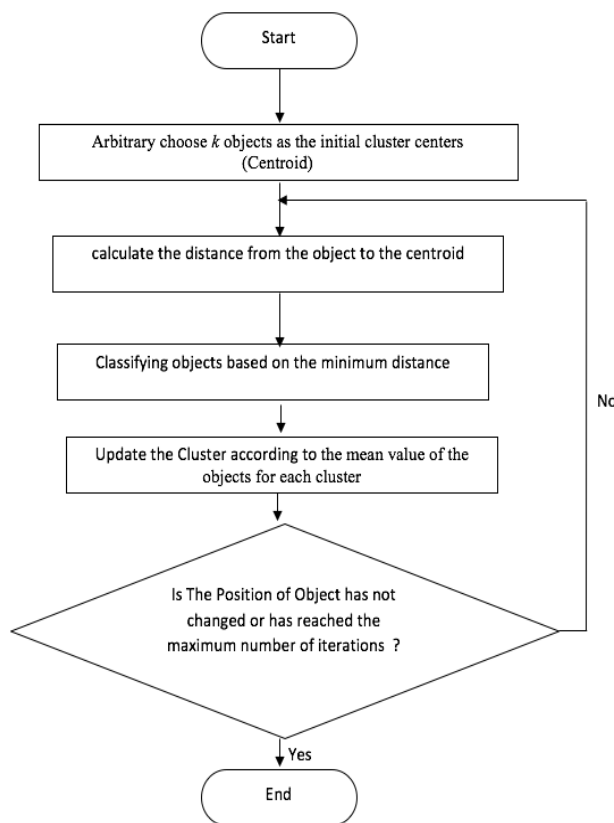 Start
Arbitrary choose k objects as the initial cluster centers
(Centroid)
calculate the distance from the object to the centroid
Classifying objects based on the minimum distance
No
Update the Cluster according to the mean value of the
objects for each cluster
Is The Position of Object has not
changed or has reached the
maximum number of iterations ?
Yes
End